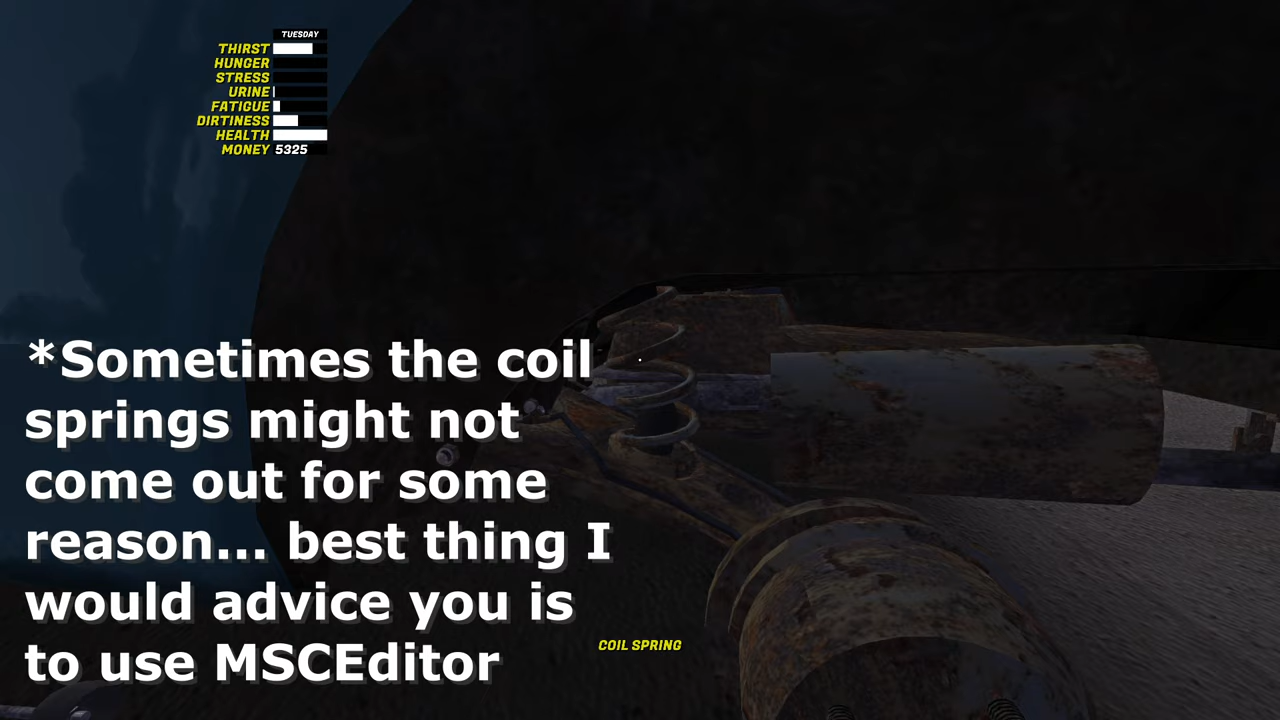 TUESDAY
THIRST
HUNGER
STRESS
URINE
FATIGUE
DIRTINESS
HEALTH
MONEY 5325
*Sometimes the coil
springs might not
come out for some
reason... best thing I
would advice you is
to use MSCEditor
COIL SPRING